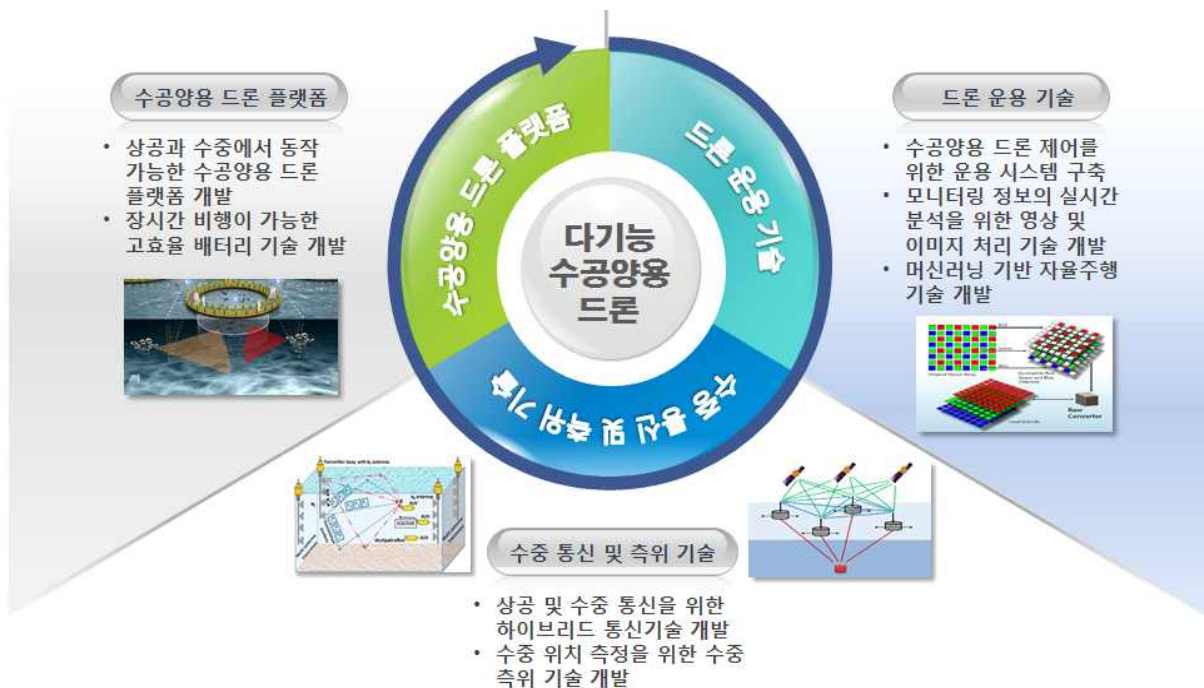 수공양용 드론 플랫폼
• 상공과 수중에서 동작
가능한 수공양용 드론
플랫폼 개발
• 장시간 비행이 가능한
고효율 배터리 기술 개발
수공양용 드론 플랫폼
드론 운용 기술
수중 통신 및 측위 기술
다기능
수공양용
드론
드론 운용 기술
• 수공양용 드론 제어를
위한 운용 시스템 구축
• 모니터링 정보의 실시간
분석을 위한 영상 및
이미지 처리 기술 개발
• 머신러닝 기반 자율주행
기술 개발
Raw
Converter
수중 통신 및 측위 기술
• 상공 및 수중 통신을 위한
하이브리드 통신기술 개발
• 수중 위치 측정을 위한 수중
측위 기술 개발